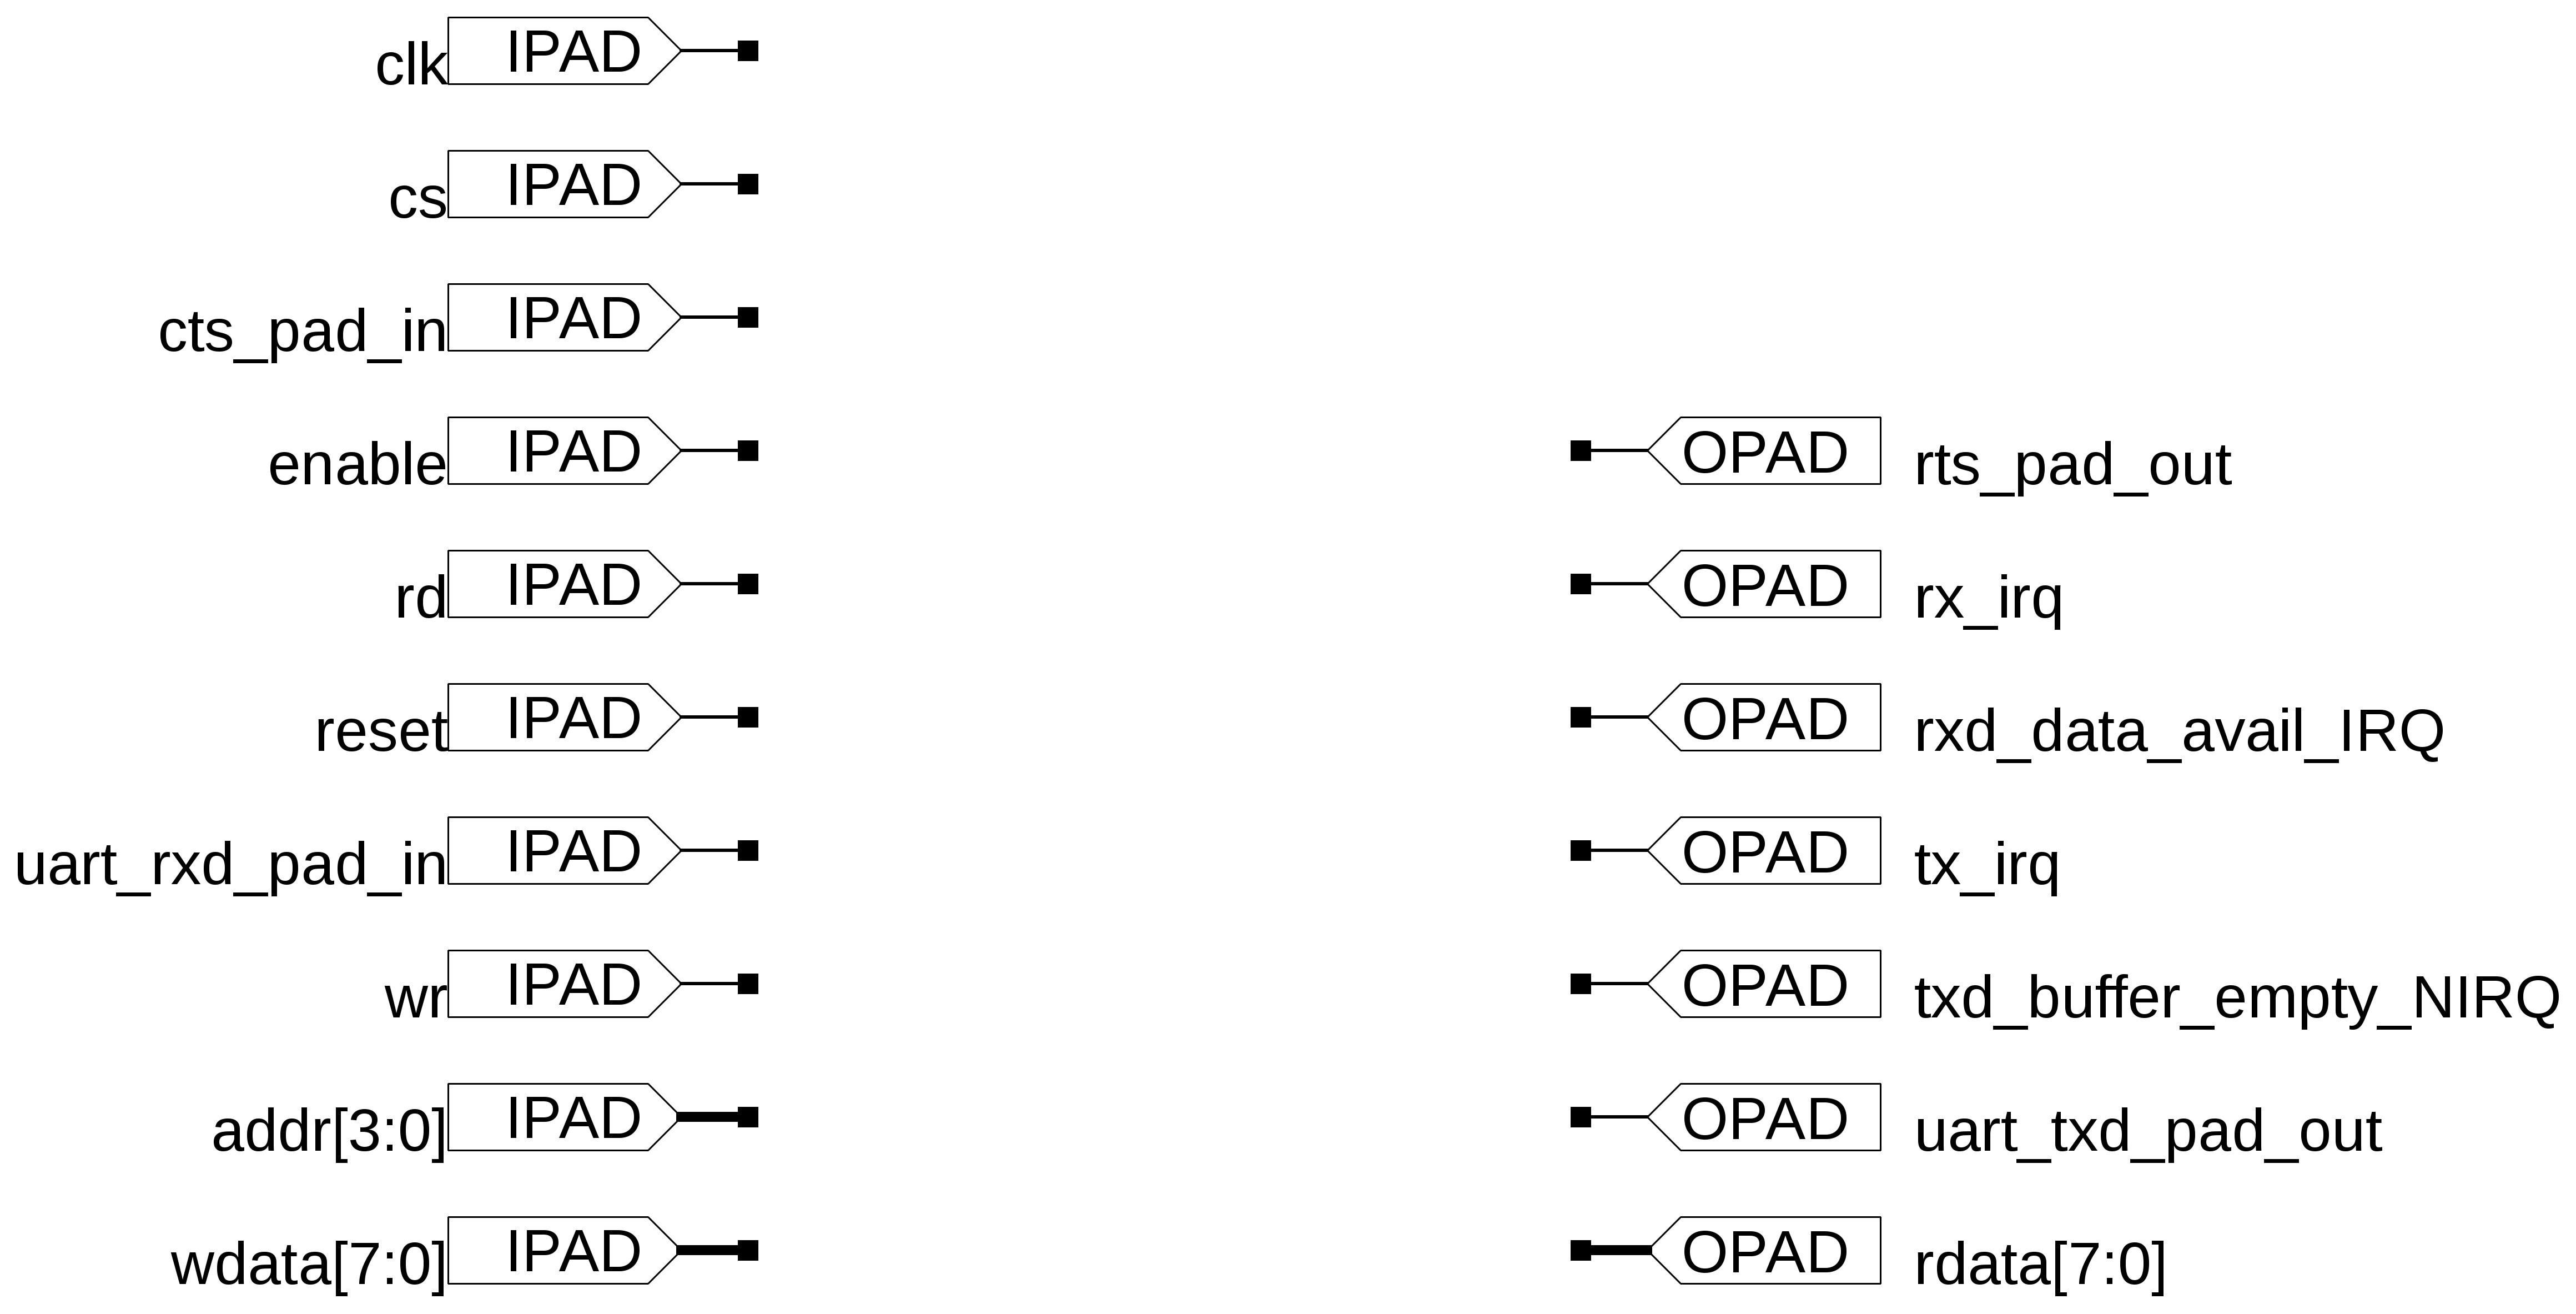 clk IPAD
cs IPAD
cts_pad_in IPAD
enable IPAD OPAD rts_pad_out
rd IPAD OPAD rx_irq
reset IPAD OPAD rxd_data_avail_IRQ
uart_rxd_pad_in IPAD OPAD tx_irq
wr IPAD OPAD txd_buffer_empty_NIRQ
addr[3:0] IPAD OPAD uart_txd_pad_out
wdata[7:0] IPAD OPAD rdata[7:0]